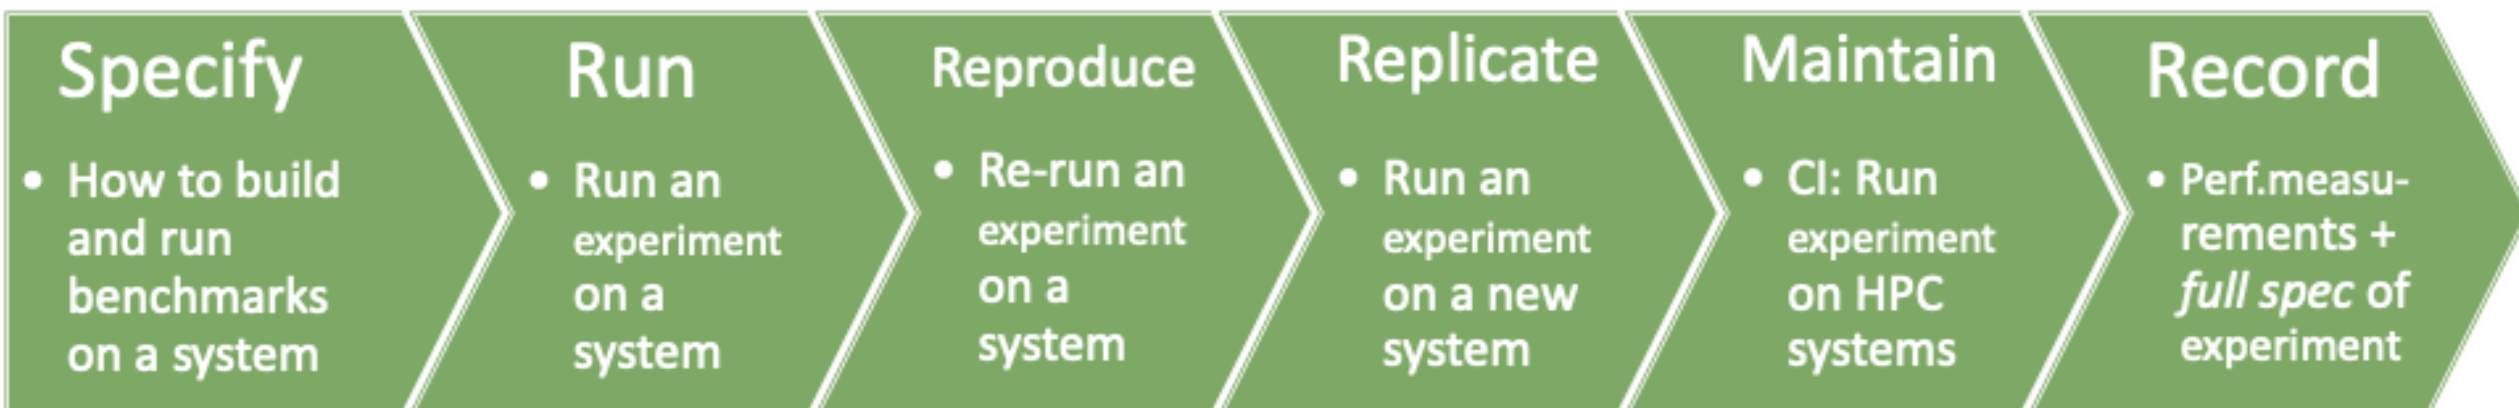 Specify
• How to build
and run
benchmarks
on a system
Run
• Run an
experiment
on a
system
Reproduce
• Re-run an
experiment
on a
system
Replicate
• Run an
experiment
on a new
system
Maintain
• CI: Run
experiment
on HPC
systems
Record
• Perf.measu-
rements +
full spec of
experiment